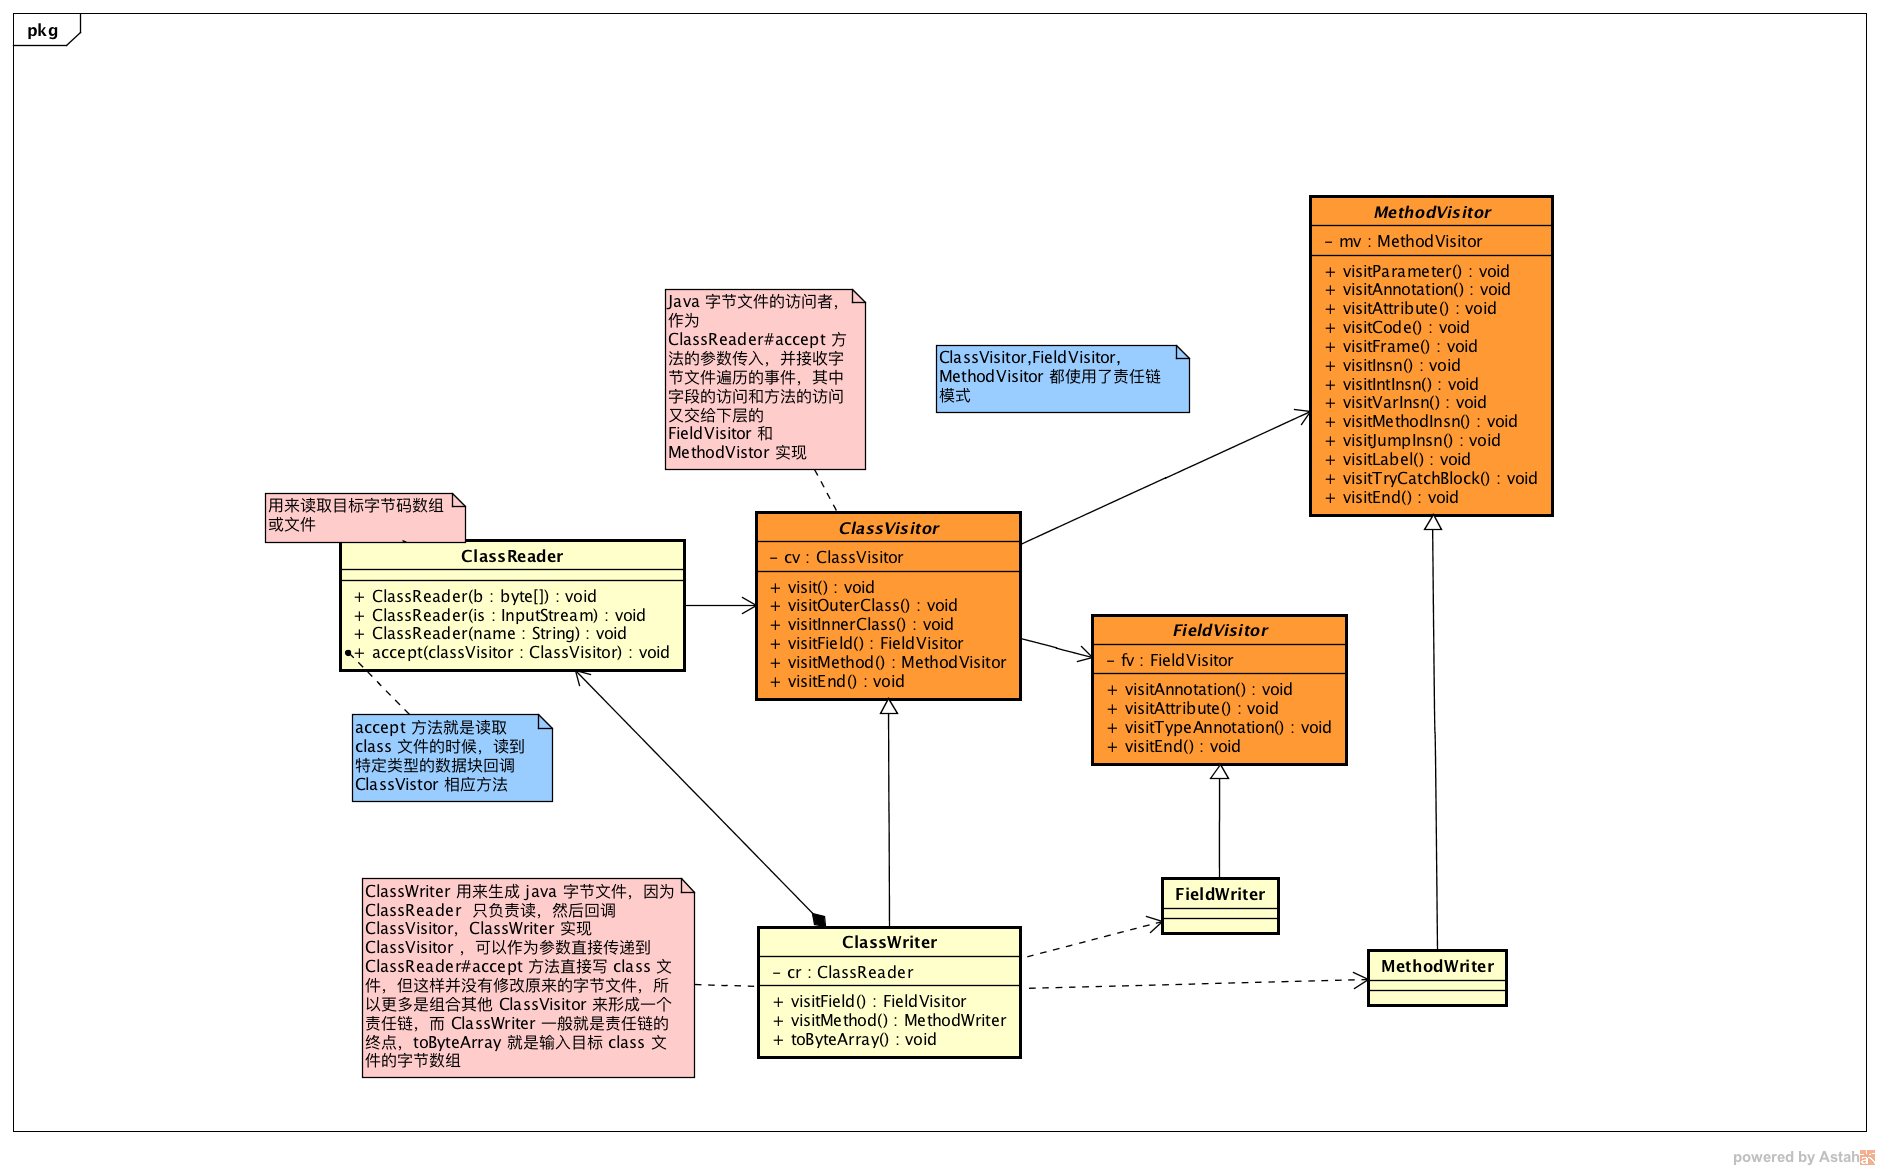 pkg
MethodVisitor
- mv : MethodVisitor
+ visitParameter() : void
+ visitAnnotation() : void
+ visitAttribute() : void
+ visitCode() : void
+ visitFrame() : void
+ visitInsn() : void
+ visitIntInsn() : void
+ visitVarInsn() : void
+ visitMethodInsn() : void
+ visitJumpInsn() : void
+ visitLabel() : void
+ visitTryCatchBlock() : void
+ visitEnd() : void
Java 字节文件的访问者，
作为
ClassReader#accept 方
法的参数传入，并接收字
节文件遍历的事件，其中
字段的访问和方法的访问
又交给下层的
FieldVisitor 和
MethodVistor 实现
ClassVisitor,FieldVisitor,
MethodVisitor 都使用了责任链
模式
用来读取目标字节码数组
或文件
ClassReader
+ ClassReader(b : byte[]) : void
+ ClassReader(is : InputStream) : void
+ ClassReader(name : String) : void
+ accept(classVisitor : ClassVisitor) : void
ClassVisitor
- cv : ClassVisitor
+ visit() : void
+ visitOuterClass() : void
+ visitInnerClass() : void
+ visitField() : FieldVisitor
+ visitMethod() : MethodVisitor
+ visitEnd() : void
FieldVisitor
- fv : FieldVisitor
+ visitAnnotation() : void
+ visitAttribute() : void
+ visitTypeAnnotation() : void
+ visitEnd() : void
accept 方法就是读取
class 文件的时候，读到
特定类型的数据块回调
ClassVistor 相应方法
ClassWriter 用来生成 java 字节文件，因为
ClassReader  只负责读，然后回调
ClassVisitor，ClassWriter 实现
ClassVisitor ，可以作为参数直接传递到
ClassReader#accept 方法直接写 class 文
件，但这样并没有修改原来的字节文件，所
以更多是组合其他 ClassVisitor 来形成一个
责任链，而 ClassWriter 一般就是责任链的
终点，toByteArray 就是输入目标 class 文
件的字节数组
ClassWriter
- cr : ClassReader
+ visitField() : FieldVisitor
+ visitMethod() : MethodWriter
+ toByteArray() : void
FieldWriter
MethodWriter
powered by Astah